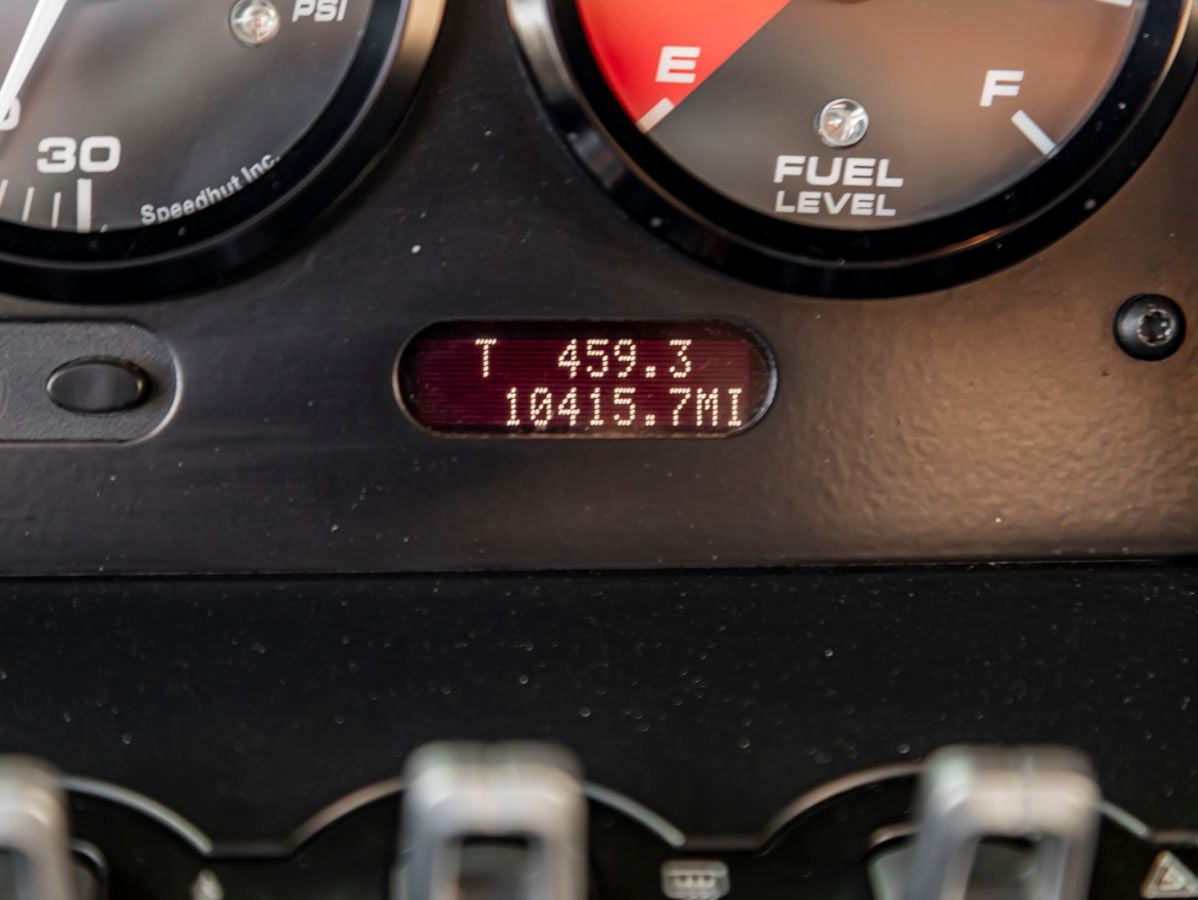 PSI
30
Speedhut Inc.
E
F
FUEL
LEVEL
T 459.3
10415.7MI